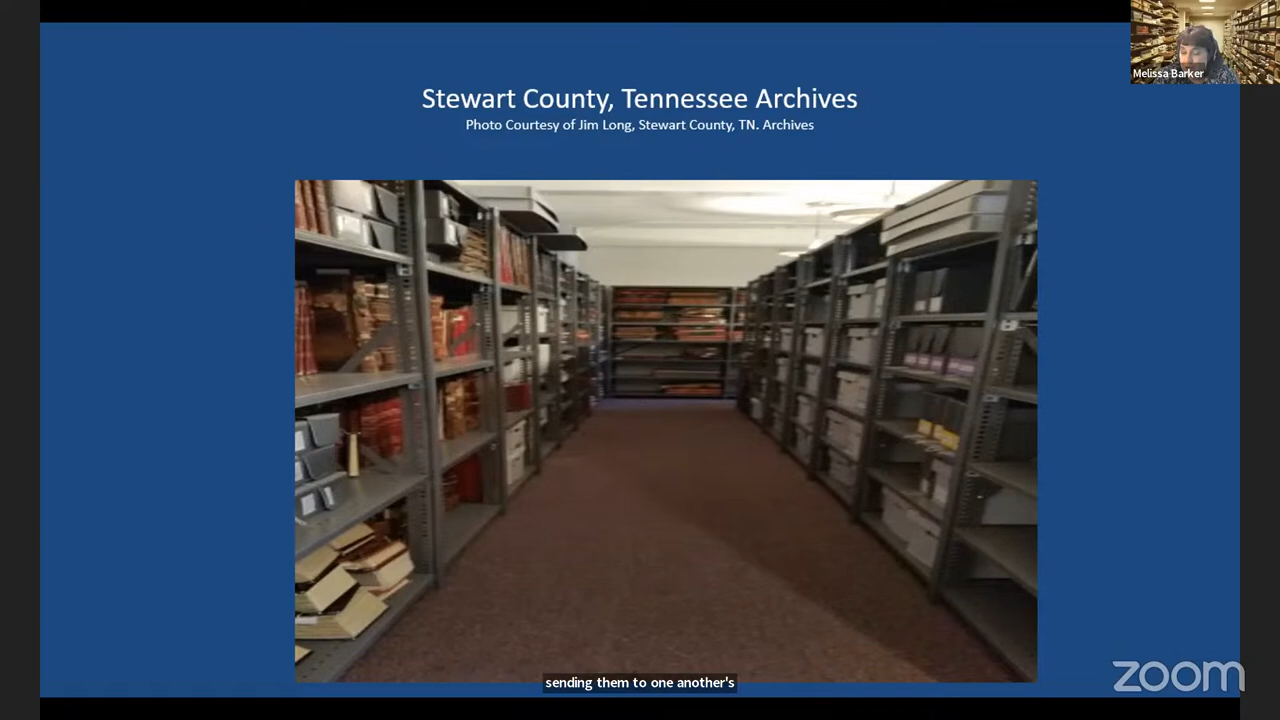 Melissa Barker
Stewart County, Tennessee Archives
Photo Courtesy of Jim Long, Stewart County, TN. Archives
sending them to one another's
zoom